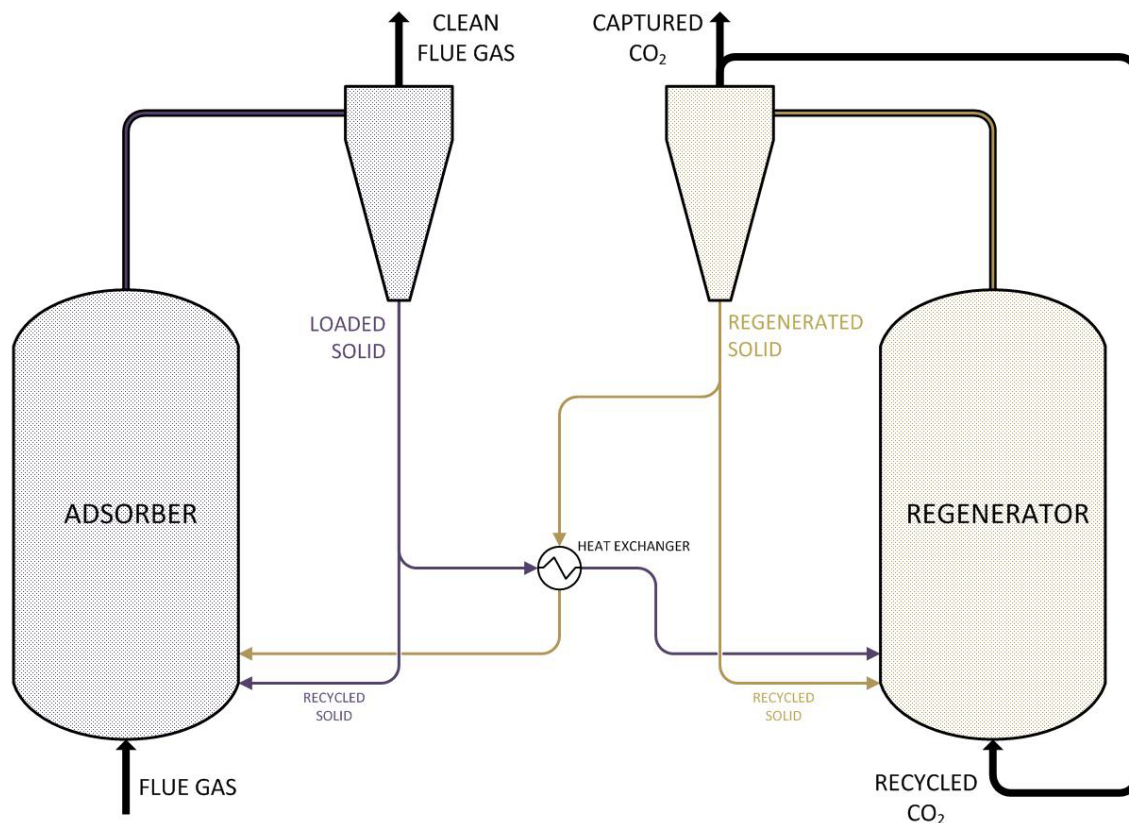 CLEAN
FLUE GAS
CAPTURED
CO₂
LOADED
SOLID
REGENERATED
SOLID
ADSORBER
REGENERATOR
HEAT EXCHANGER
RECYCLED
SOLID
RECYCLED
SOLID
FLUE GAS
RECYCLED
CO₂